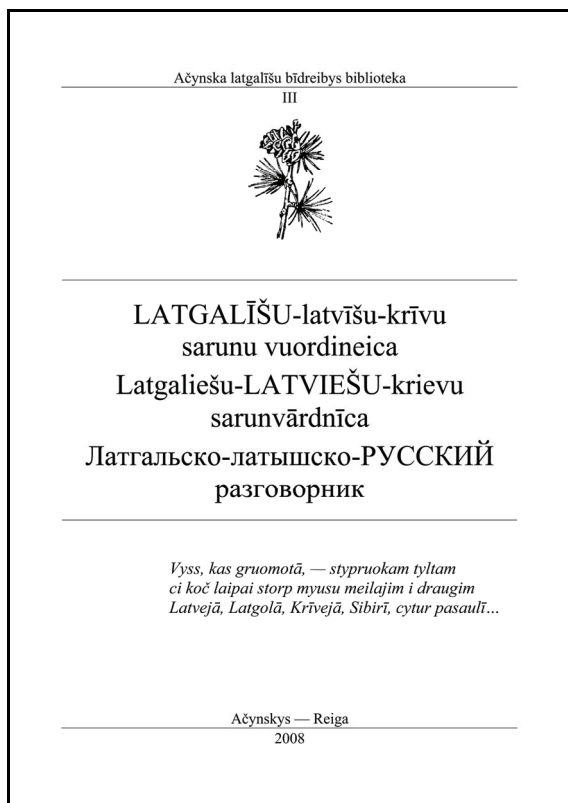 Ačynska latgalīšu bīdreibys biblioteka
III
LATGALĪŠU-latvīšu-krīvu
sarunu vuordineica
Latgaliešu-LATVIEŠU-krievu
sarunvārdnīca
Латгальско-латышско-РУССКИЙ
разговорник
Vyss, kas gruomotā, — stypruokam tyltam
ci koč laipai storp myusu meilajim i draugim
Latvejā, Latgolā, Krīvejā, Sibirī, cytur pasaulī…
Ačynskys — Reiga
2008